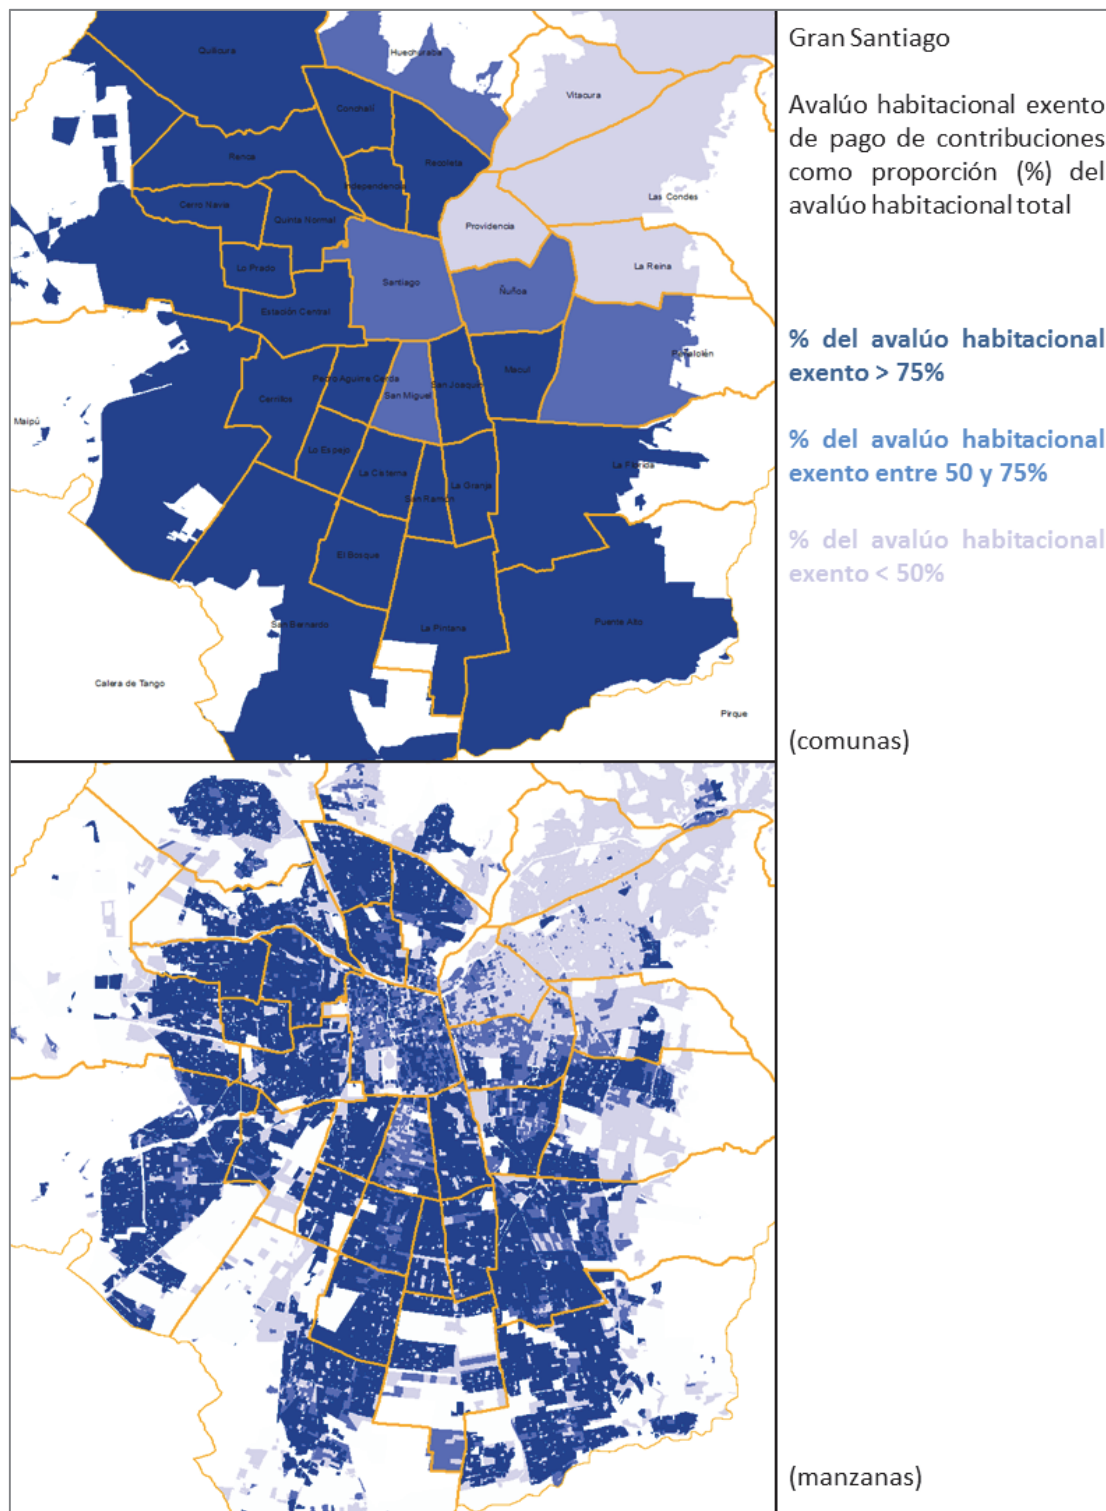 Gran Santiago
Avalúo habitacional exento
de pago de contribuciones
como proporción (%) del
avalúo habitacional total
% del avalúo habitacional
exento > 75%
% del avalúo habitacional
exento entre 50 y 75%
% del avalúo habitacional
exento < 50%
(comunas)
Quilicura
Huechuraba
Vitacura
Conchalí
Renca
Recoleta
Independencia
Las Condes
Cerro Navia
Quinta Normal
Providencia
Lo Prado
La Reina
Santiago
Ñuñoa
Estación Central
Peñalolén
Macul
Pedro Aguirre Cerda
San Joaquín
Cerrillos
San Miguel
Maipú
Lo Espejo
La Cisterna
La Florida
La Granja
San Ramón
El Bosque
San Bernardo
La Pintana
Puente Alto
Calera de Tango
Pirque
(manzanas)